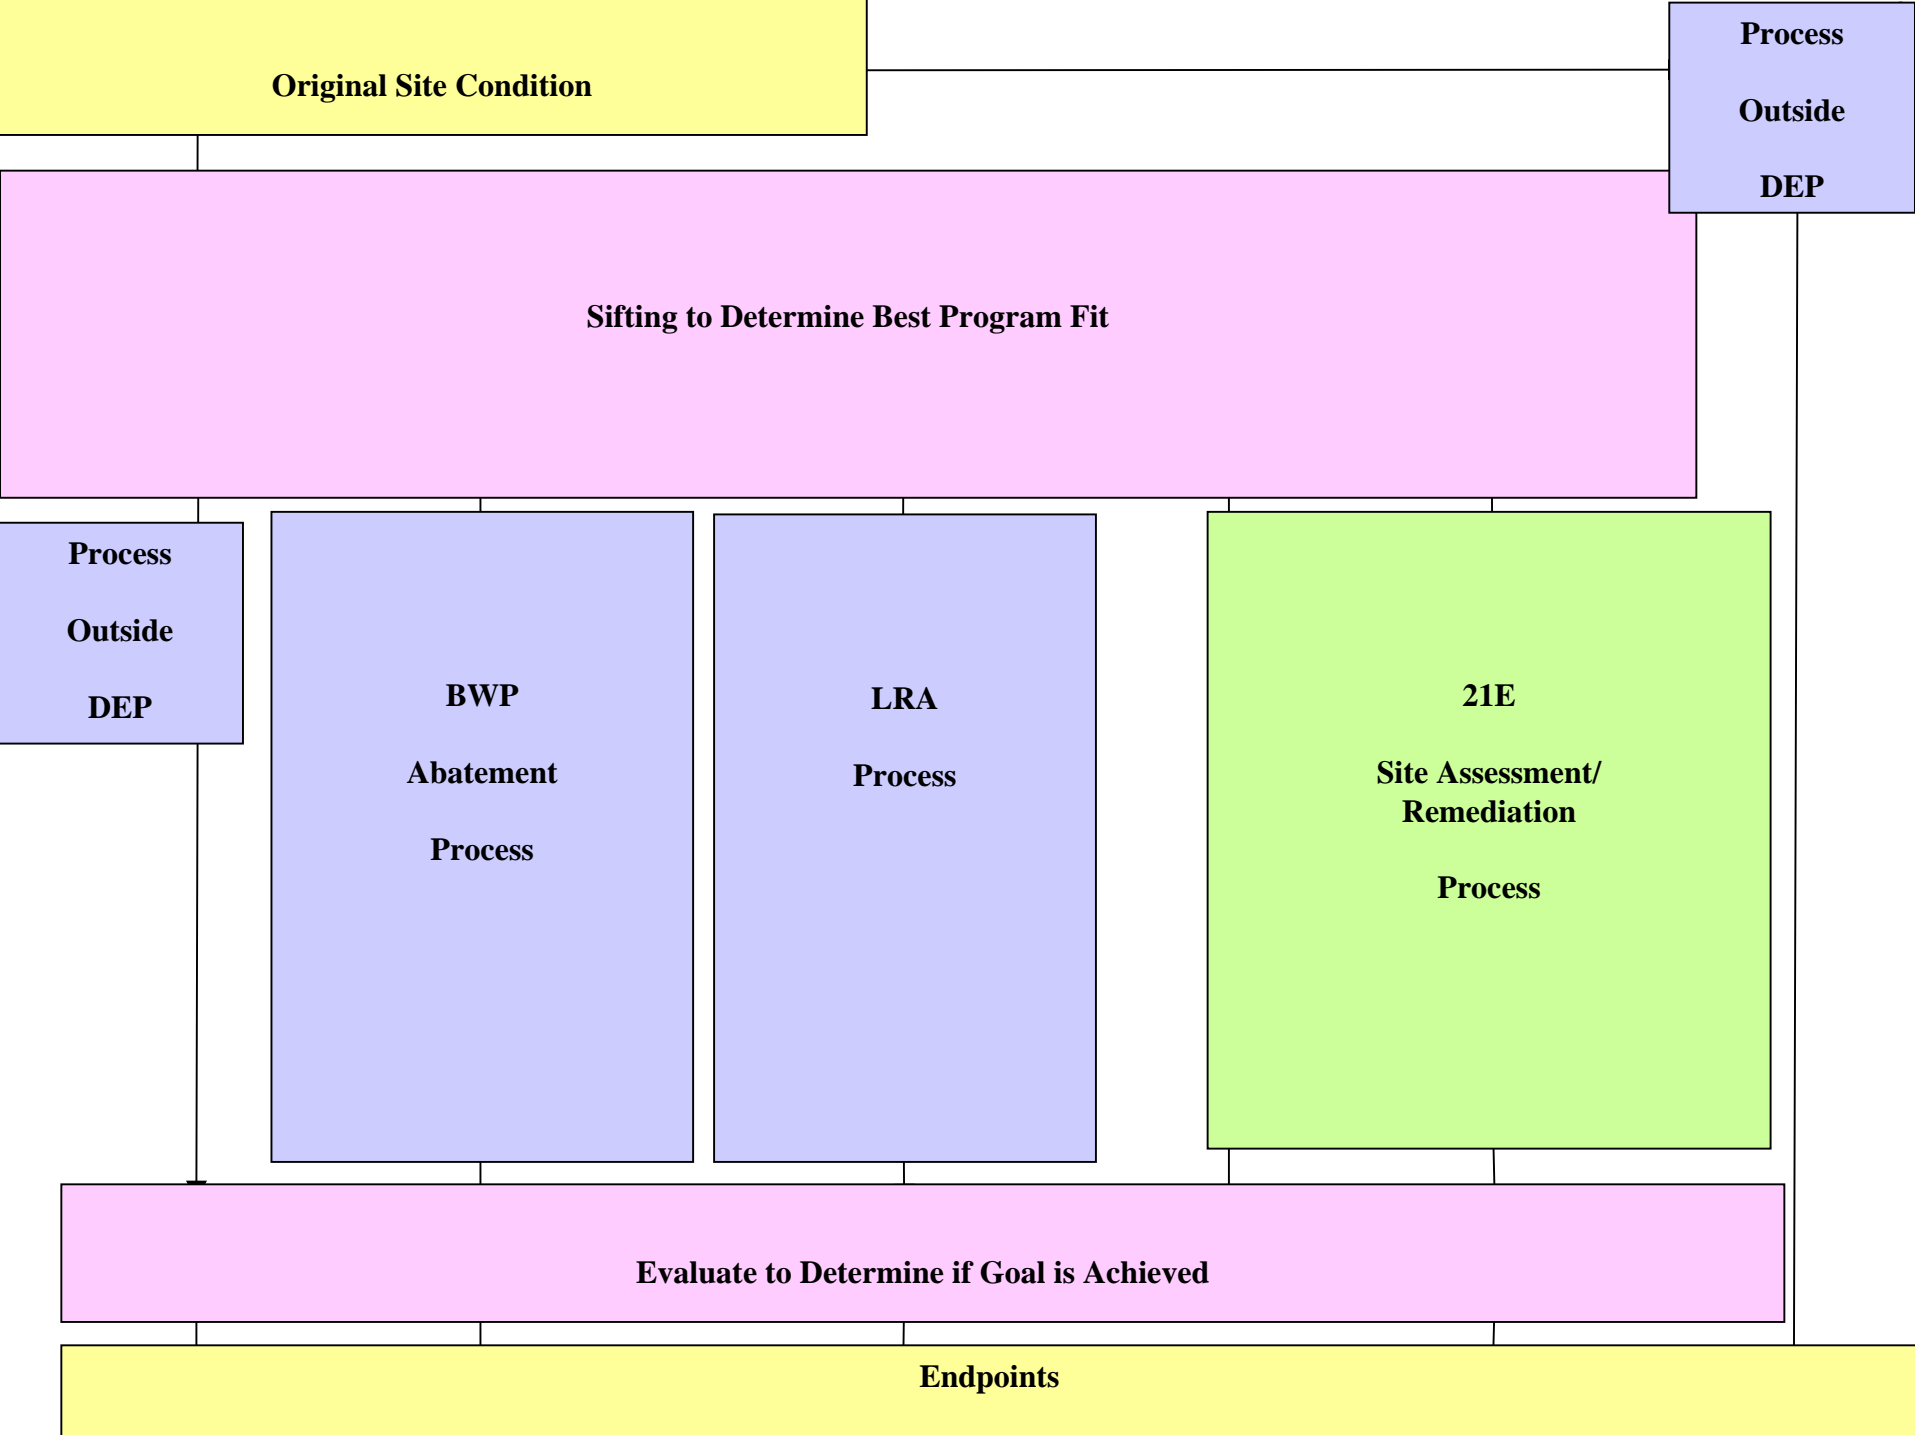 Original Site Condition
Process
Outside
DEP
Sifting to Determine Best Program Fit
Process
Outside
DEP
BWP
Abatement
Process
LRA
Process
21E
Site Assessment/
Remediation
Process
Evaluate to Determine if Goal is Achieved
Endpoints